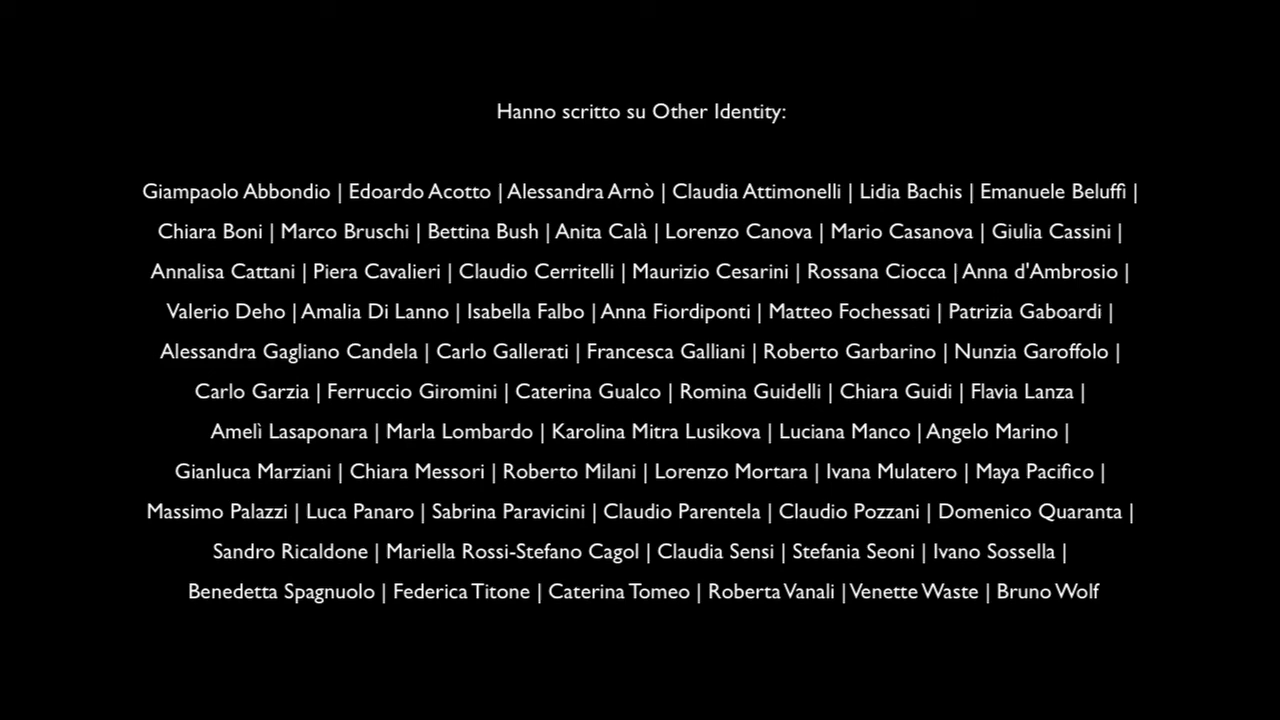 Hanno scritto su Other Identity:
Giampaolo Abbondio | Edoardo Acotto | Alessandra Arnò | Claudia Attimonelli | Lidia Bachis | Emanuele Beluffi |
Chiara Boni | Marco Bruschi | Bettina Bush | Anita Calà | Lorenzo Canova | Mario Casanova | Giulia Cassini |
Annalisa Cattani | Piera Cavalieri | Claudio Cerritelli | Maurizio Cesarini | Rossana Ciocca | Anna d'Ambrosio |
Valerio Deho | Amalia Di Lanno | Isabella Falbo | Anna Fiordiponti | Matteo Fochessati | Patrizia Gaboardi |
Alessandra Gagliano Candela | Carlo Gallerati | Francesca Galliani | Roberto Garbarino | Nunzia Garoffolo |
Carlo Garzia | Ferruccio Giromini | Caterina Gualco | Romina Guidelli | Chiara Guidi | Flavia Lanza |
Amelì Lasaponara | Marla Lombardo | Karolina Mitra Lusikova | Luciana Manco | Angelo Marino |
Gianluca Marziani | Chiara Messori | Roberto Milani | Lorenzo Mortara | Ivana Mulatero | Maya Pacifico |
Massimo Palazzi | Luca Panaro | Sabrina Paravicini | Claudio Parentela | Claudio Pozzani | Domenico Quaranta |
Sandro Ricaldone | Mariella Rossi-Stefano Cagol | Claudia Sensi | Stefania Seoni | Ivano Sossella |
Benedetta Spagnuolo | Federica Titone | Caterina Tomeo | Roberta Vanali | Venette Waste | Bruno Wolf